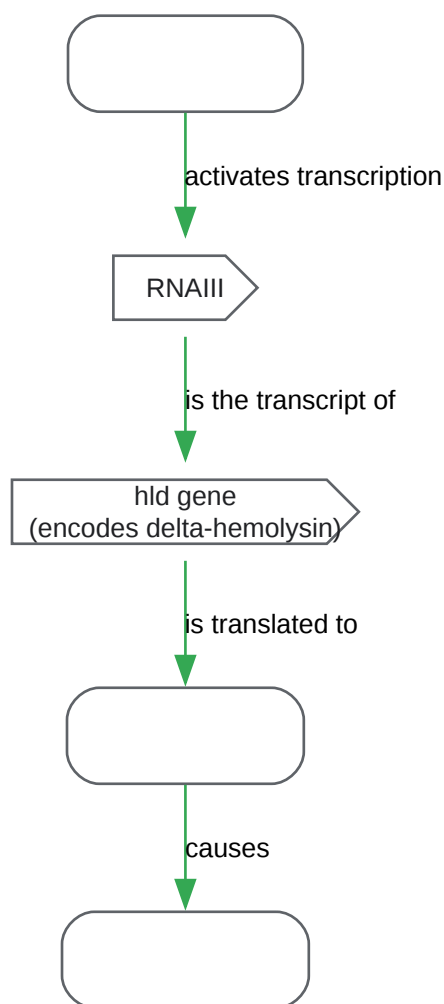 activates transcription
RNAIII
is the transcript of
hld gene
(encodes delta-hemolysin)
is translated to
causes